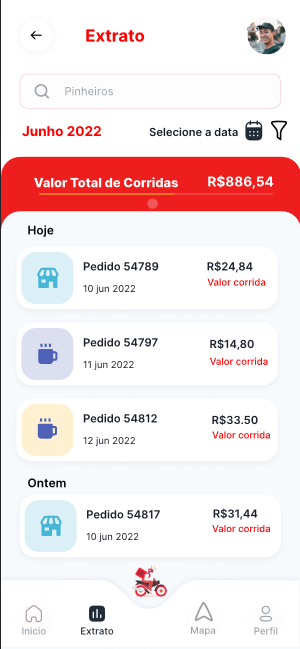 Extrato
Pinheiros
Junho 2022
Selecione a data
Valor Total de Corridas R$886,54
Hoje
Pedido 54789 R$24,84
10 jun 2022 Valor corrida
Pedido 54797 R$14,80
11 jun 2022 Valor corrida
Pedido 54812 R$33.50
12 jun 2022 Valor corrida
Ontem
Pedido 54817 R$31,44
10 jun 2022 Valor corrida
Inicio Extrato Mapa Perfil